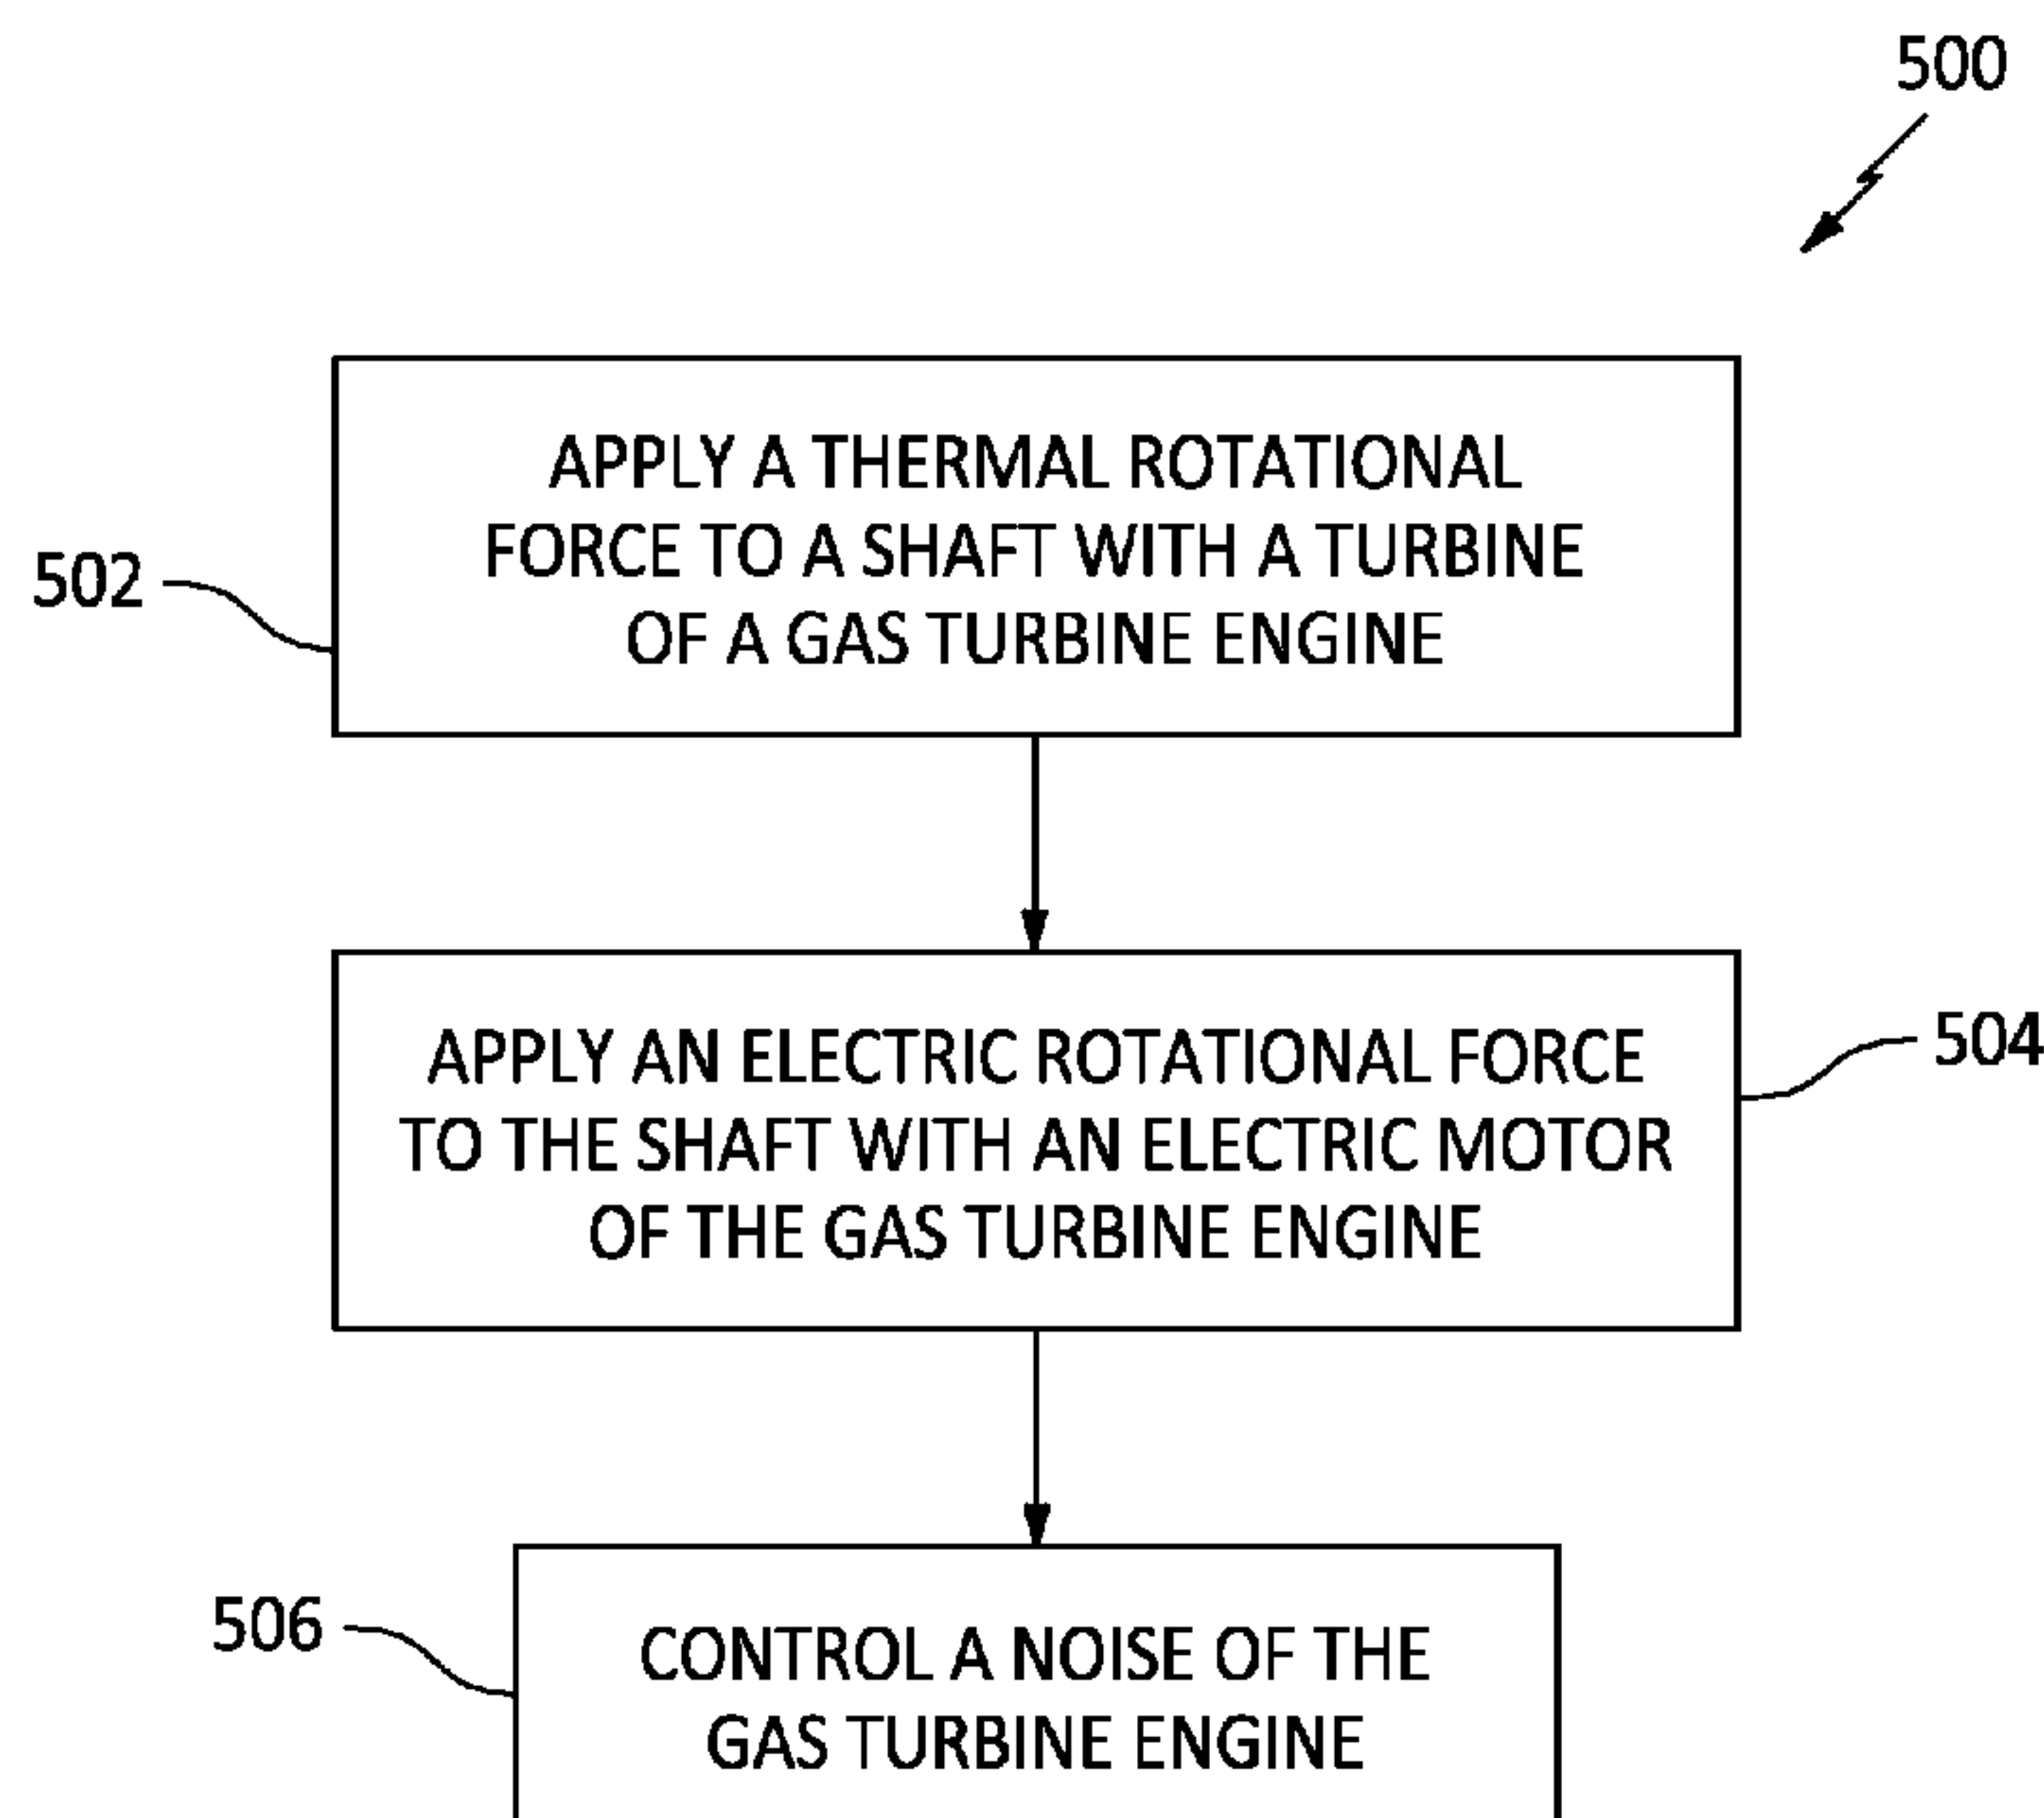 500
APPLY A THERMAL ROTATIONAL
FORCE TO A SHAFT WITH A TURBINE
OF A GAS TURBINE ENGINE
502
APPLY AN ELECTRIC ROTATIONAL FORCE
TO THE SHAFT WITH AN ELECTRIC MOTOR
OF THE GAS TURBINE ENGINE
504
506
CONTROL A NOISE OF THE
GAS TURBINE ENGINE